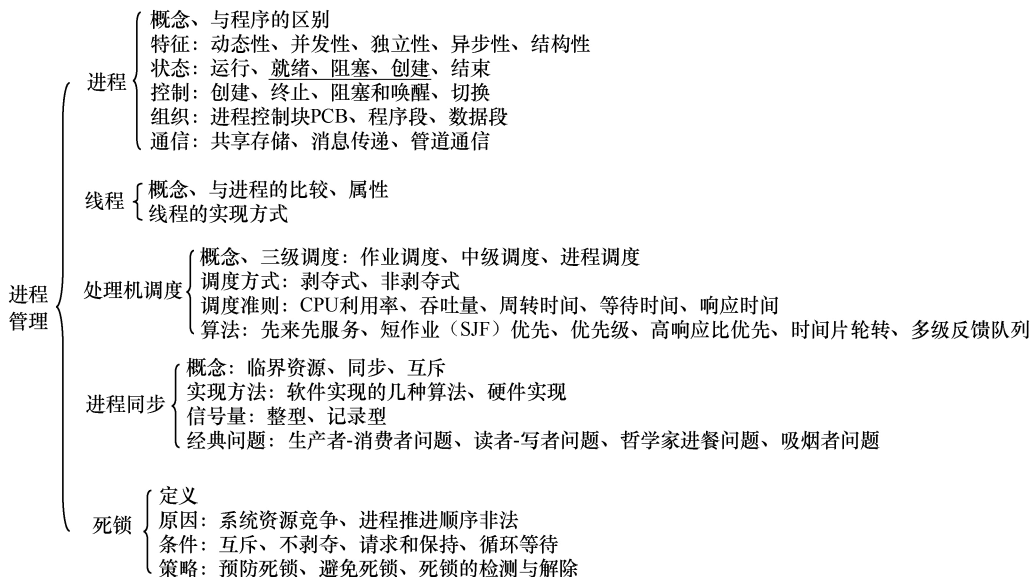 概念、与程序的区别
特征：动态性、并发性、独立性、异步性、结构性
进程
状态：运行、就绪、阻塞、创建、结束
控制：创建、终止、阻塞和唤醒、切换
组织：进程控制块PCB、程序段、数据段
通信：共享存储、消息传递、管道通信
线程
概念、与进程的比较、属性
线程的实现方式
进程
管理
处理机调度
概念、三级调度：作业调度、中级调度、进程调度
调度方式：剥夺式、非剥夺式
调度准则：CPU利用率、吞吐量、周转时间、等待时间、响应时间
算法：先来先服务、短作业（SJF）优先、优先级、高响应比优先、时间片轮转、多级反馈队列
进程同步
概念：临界资源、同步、互斥
实现方法：软件实现的几种算法、硬件实现
信号量：整型、记录型
经典问题：生产者-消费者问题、读者-写者问题、哲学家进餐问题、吸烟者问题
死锁
定义
原因：系统资源竞争、进程推进顺序非法
条件：互斥、不剥夺、请求和保持、循环等待
策略：预防死锁、避免死锁、死锁的检测与解除